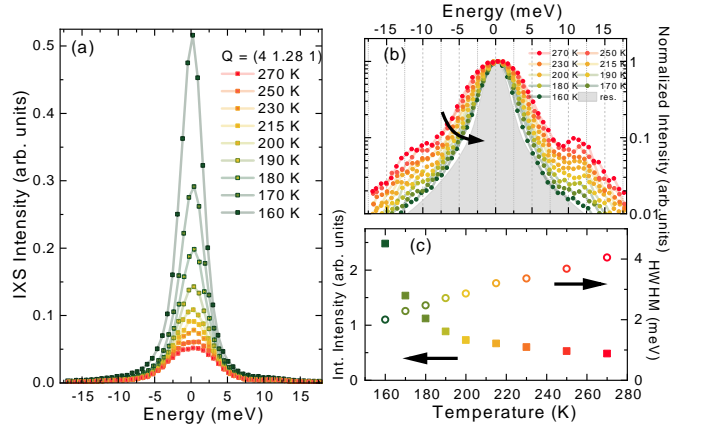 (a)
Q = (4 1.28 1)
270 K
250 K
230 K
215 K
200 K
190 K
180 K
170 K
160 K
0.5
0.4
0.3
0.2
0.1
0.0
IXS Intensity (arb. units)
-15 -10 -5 0 5 10 15
Energy (meV)
Energy (meV)
-15 -10 -5 0 5 10 15
(b)
270 K 250 K
230 K 215 K
200 K 190 K
180 K 170 K
160 K res.
1
0.1
0.01
Normalized Intensity (arb.units)
(c)
2
1
0
Int. Intensity (arb. units)
4
2
0
HWHM (meV)
160 180 200 220 240 260 280
Temperature (K)